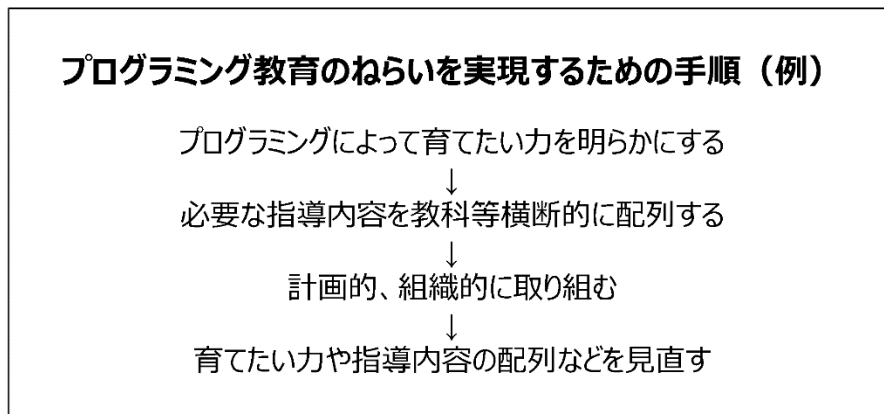 プログラミング教育のねらいを実現するための手順（例）
プログラミングによって育てたい力を明らかにする
↓
必要な指導内容を教科等横断的に配列する
↓
計画的、組織的に取り組む
↓
育てたい力や指導内容の配列などを見直す